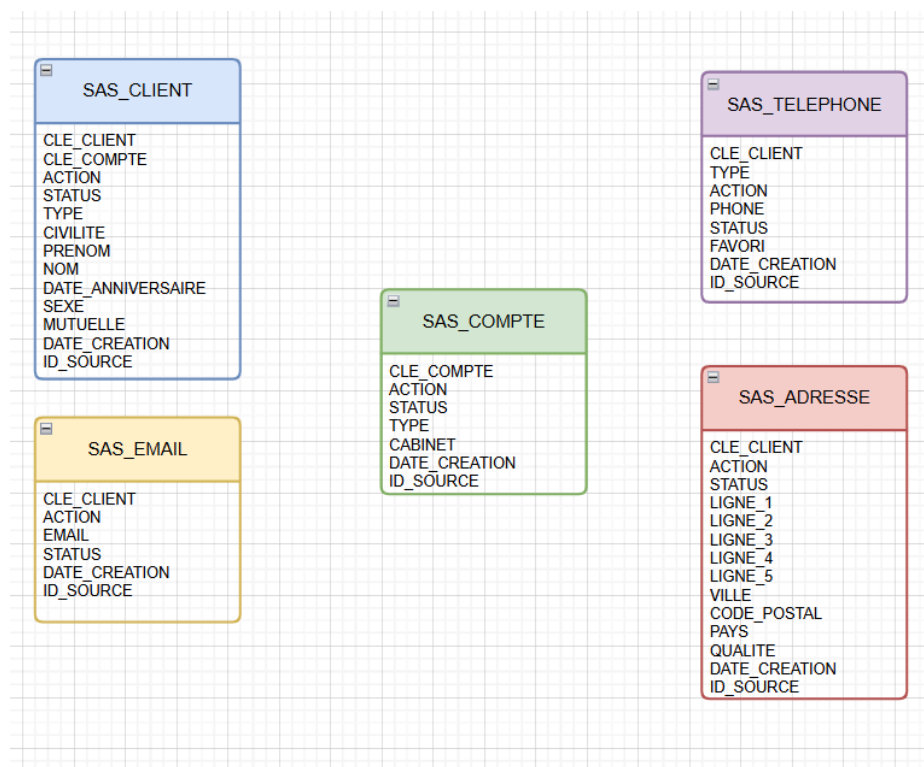 SAS_CLIENT
CLE_CLIENT
CLE_COMPTE
ACTION
STATUS
TYPE
CIVILITE
PRENOM
NOM
DATE_ANNIVERSAIRE
SEXE
MUTUELLE
DATE_CREATION
ID_SOURCE
SAS_EMAIL
CLE_CLIENT
ACTION
EMAIL
STATUS
DATE_CREATION
ID_SOURCE
SAS_COMPTE
CLE_COMPTE
ACTION
STATUS
TYPE
CABINET
DATE_CREATION
ID_SOURCE
SAS_TELEPHONE
CLE_CLIENT
TYPE
ACTION
PHONE
STATUS
FAVORI
DATE_CREATION
ID_SOURCE
SAS_ADRESSE
CLE_CLIENT
ACTION
STATUS
LIGNE_1
LIGNE_2
LIGNE_3
LIGNE_4
LIGNE_5
VILLE
CODE_POSTAL
PAYS
QUALITE
DATE_CREATION
ID_SOURCE